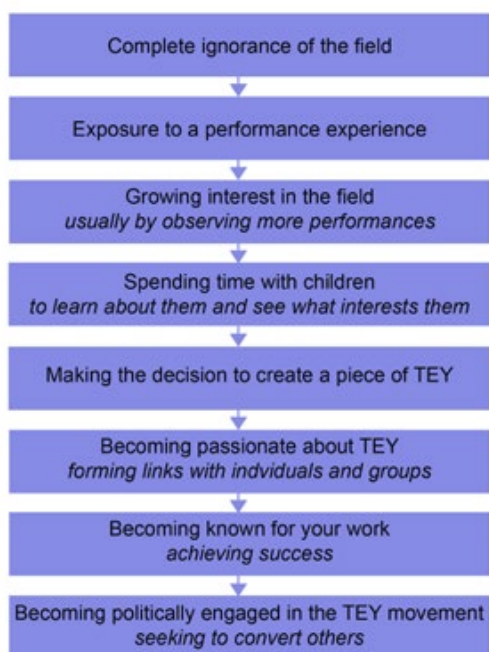 Complete ignorance of the field
Exposure to a performance experience
Growing interest in the field
usually by observing more performances
Spending time with children
to learn about them and see what interests them
Making the decision to create a piece of TEY
Becoming passionate about TEY
forming links with indviduals and groups
Becoming known for your work
achieving success
Becoming politically engaged in the TEY movement
seeking to convert others